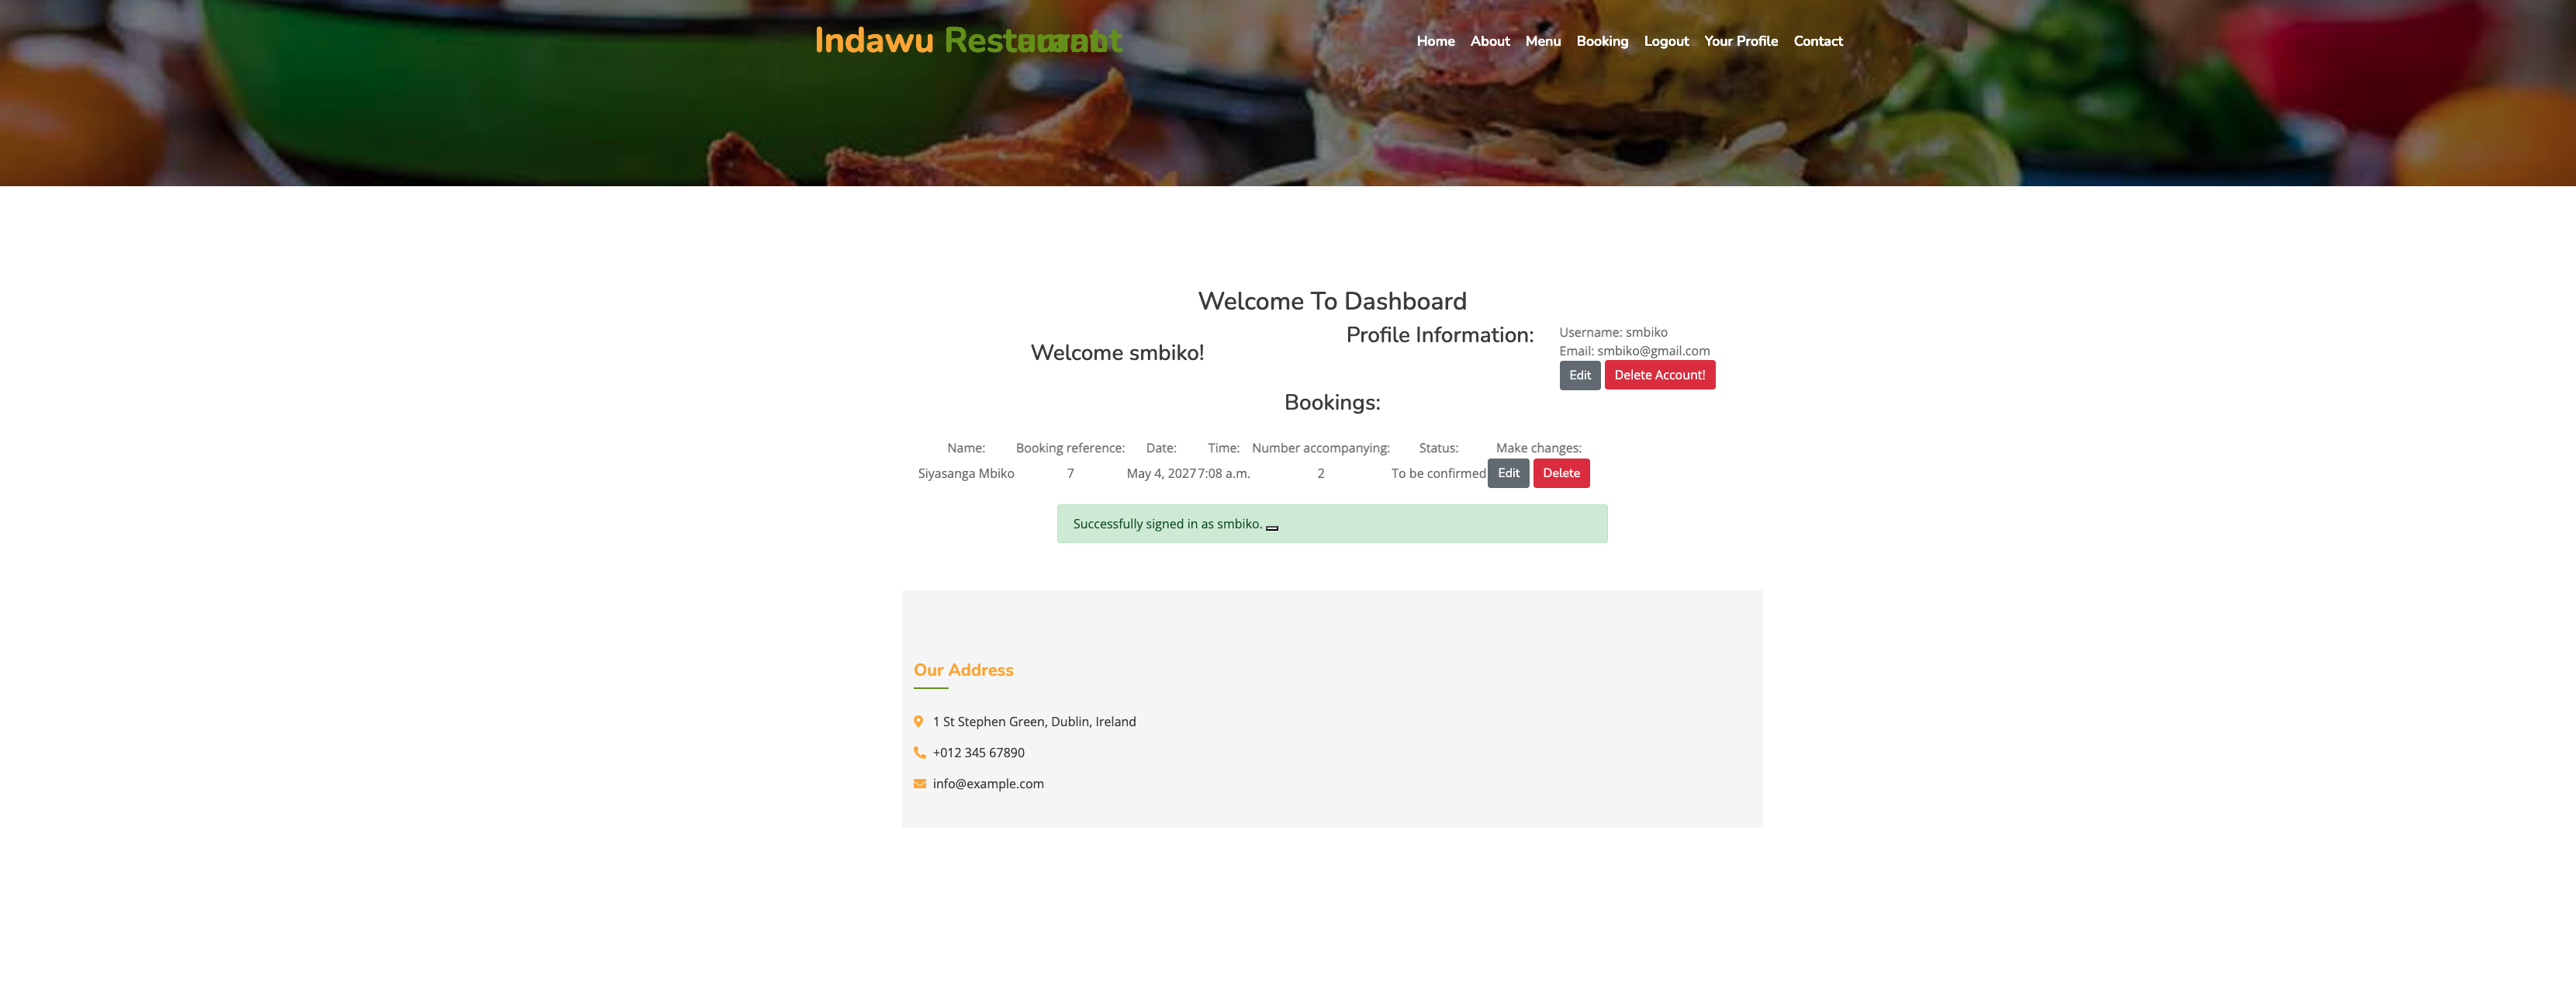 Indawu Restaurant
Home About Menu Booking Logout Your Profile Contact
Welcome To Dashboard
Welcome smbiko!
Profile Information:
Username: smbiko
Email: smbiko@gmail.com
Edit Delete Account!
Bookings:
Name: Booking reference: Date: Time: Number accompanying: Status: Make changes:
Siyasanga Mbiko 7 May 4, 2027 7:08 a.m. 2 To be confirmed Edit Delete
Successfully signed in as smbiko.
Our Address
1 St Stephen Green, Dublin, Ireland
+012 345 67890
info@example.com